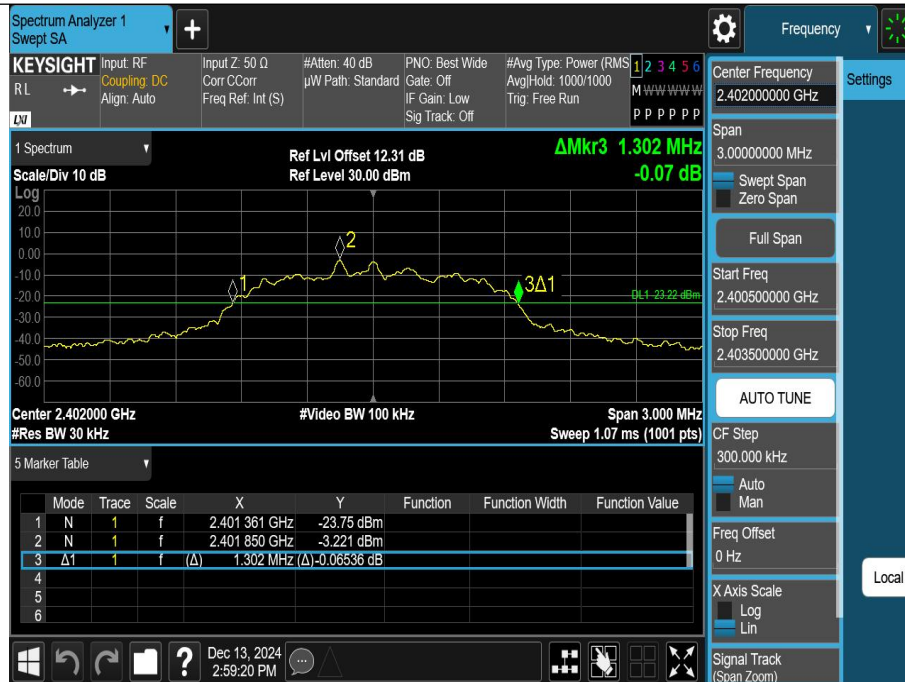 Spectrum Analyzer 1
Swept SA
+
Frequency
KEYSIGHT
RL
LXI
Input: RF
Coupling: DC
Align: Auto
Input Z: 50 Ω
Corr CCorr
Freq Ref: Int (S)
#Atten: 40 dB
µW Path: Standard
PNO: Best Wide
Gate: Off
IF Gain: Low
Sig Track: Off
#Avg Type: Power (RMS
Avg|Hold: 1000/1000
Trig: Free Run
1 2 3 4 5 6
M W W W W W
P P P P P P
1 Spectrum
Scale/Div 10 dB
Ref Lvl Offset 12.31 dB
Ref Level 30.00 dBm
ΔMkr3 1.302 MHz
-0.07 dB
Log
20.0
10.0
0.00
-10.0
-20.0
-30.0
-40.0
-50.0
-60.0
1
2
3Δ1
DL1 -23.22 dBm
Center 2.402000 GHz
#Res BW 30 kHz
#Video BW 100 kHz
Span 3.000 MHz
Sweep 1.07 ms (1001 pts)
5 Marker Table
Mode Trace Scale X Y Function Function Width Function Value
1 N 1 f 2.401 361 GHz -23.75 dBm
2 N 1 f 2.401 850 GHz -3.221 dBm
3 Δ1 1 f (Δ) 1.302 MHz (Δ) -0.06536 dB
4
5
6
?
Dec 13, 2024
2:59:20 PM
Center Frequency
2.402000000 GHz
Span
3.00000000 MHz
Swept Span
Zero Span
Full Span
Start Freq
2.400500000 GHz
Stop Freq
2.403500000 GHz
AUTO TUNE
CF Step
300.000 kHz
Auto
Man
Freq Offset
0 Hz
X Axis Scale
Log
Lin
Signal Track
(Span Zoom)
Settings
Local